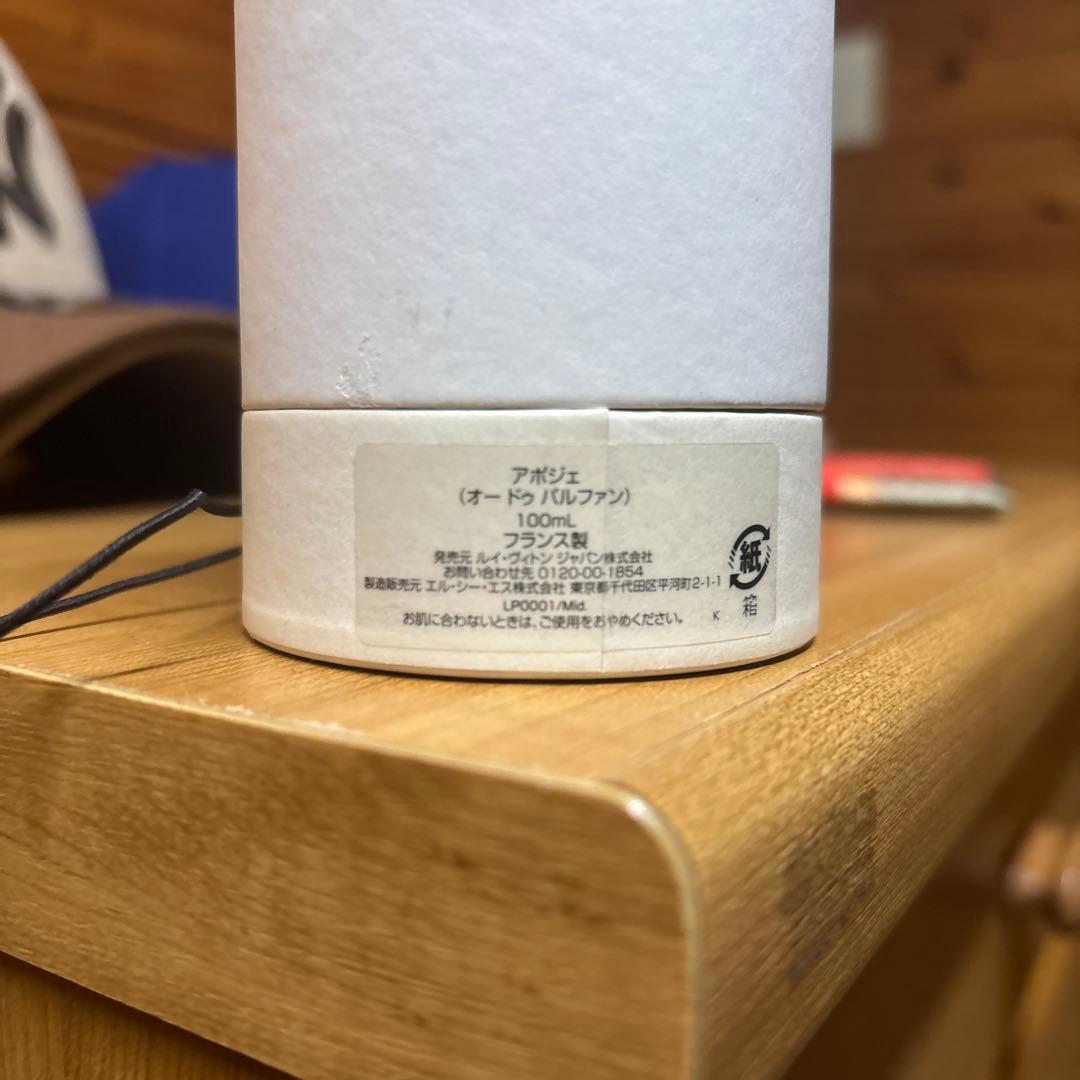 アポジェ
(オー ドゥ パルファン)
100mL
フランス製
発売元 ルイ・ヴィトン ジャパン株式会社
お問い合わせ先 0120-00-1854
製造販売元 エル・シー・エス株式会社 東京都千代田区平河町2-1-1
LP0001/Mid.
お肌に合わないときは、ご使用をおやめください。
K
紙
箱